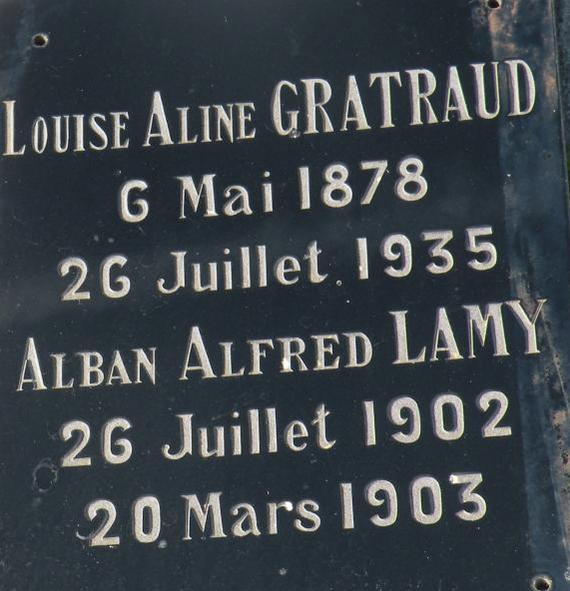 Louise Aline GRATRAUD
6 Mai 1878
26 Juillet 1935
Alban Alfred LAMY
26 Juillet 1902
20 Mars 1903